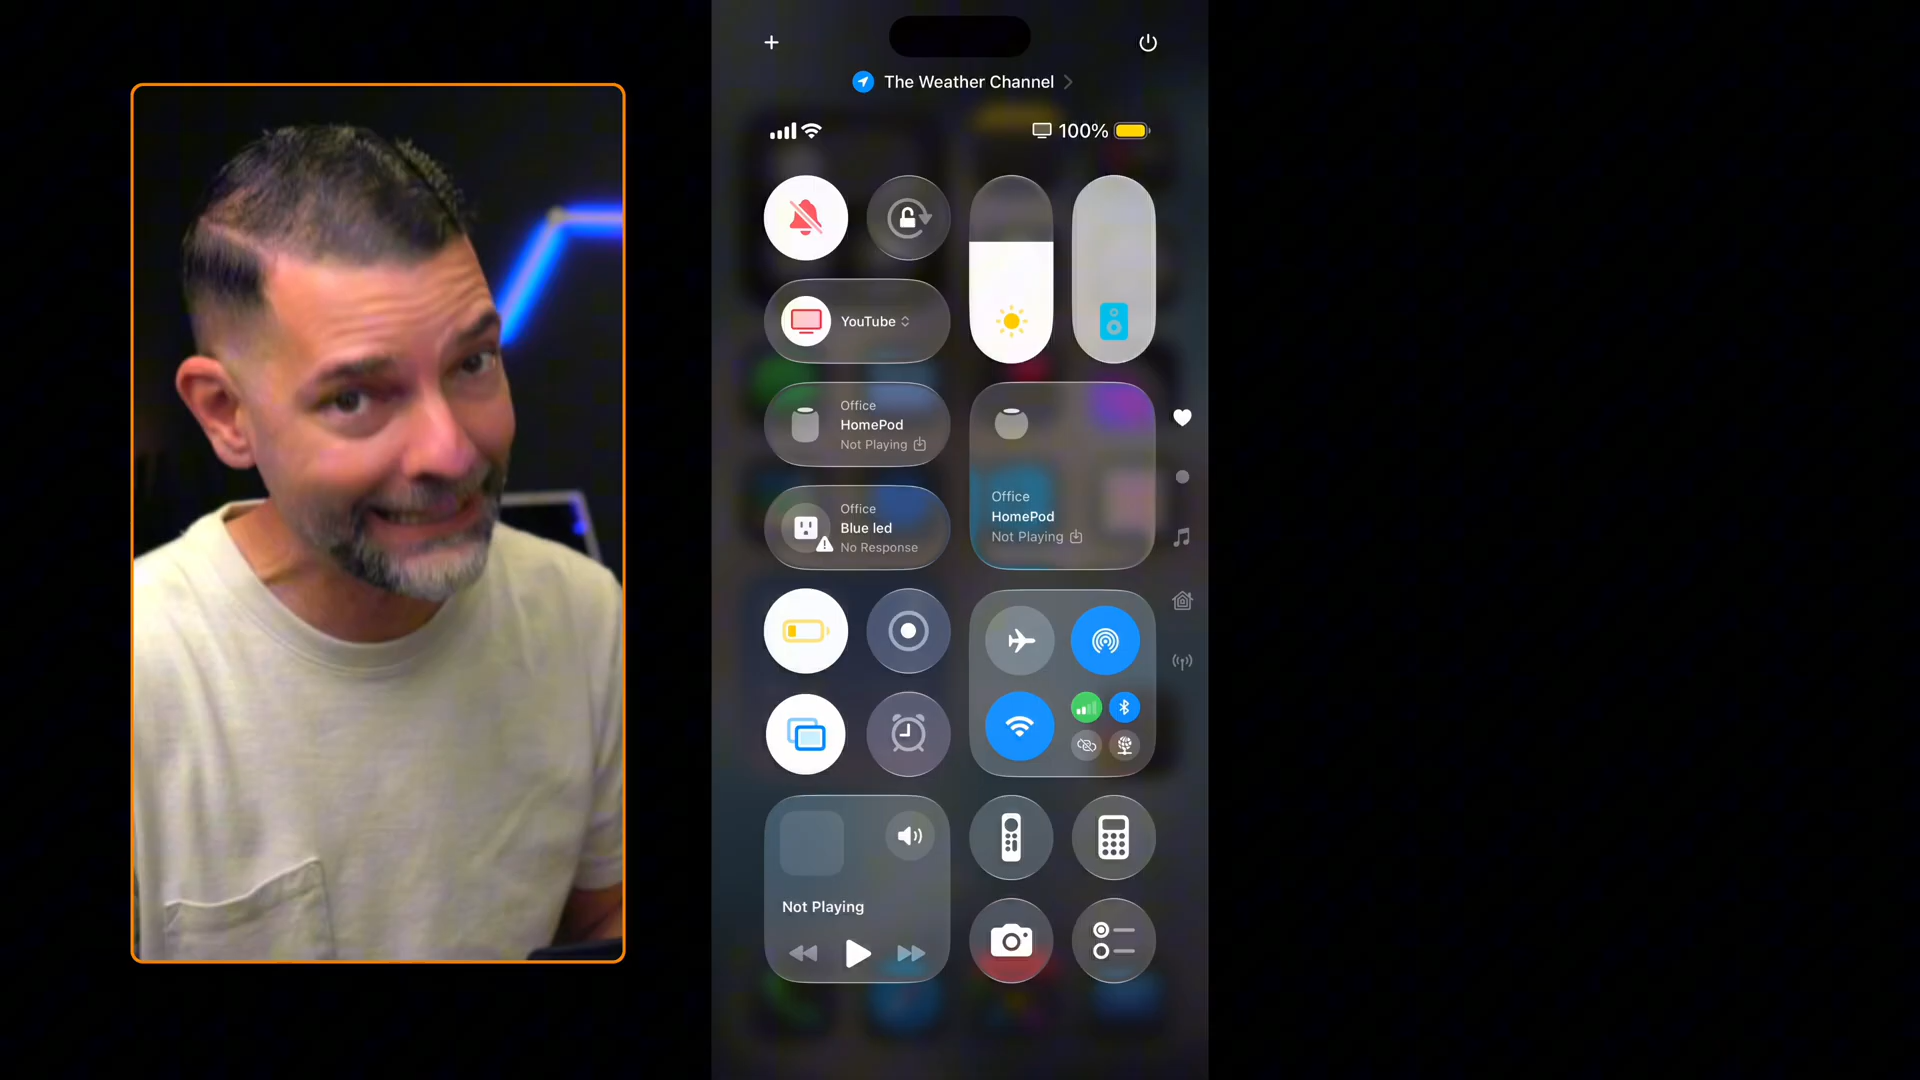 The Weather Channel
100%
YouTube
Office
HomePod
Not Playing
Office
HomePod
Not Playing
Office
Blue led
No Response
Not Playing